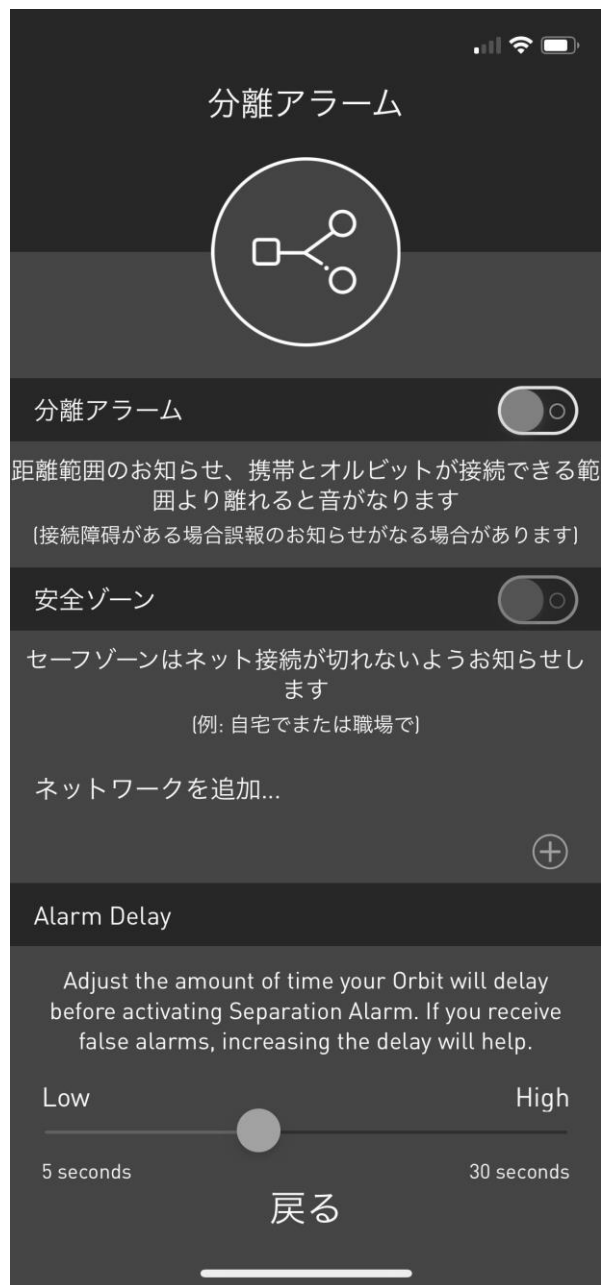 分離アラーム
分離アラーム
距離範囲のお知らせ、携帯とオルビットが接続できる範
囲より離れると音がなります
(接続障碍がある場合誤報のお知らせがなる場合があります)
安全ゾーン
セーフゾーンはネット接続が切れないようお知らせし
ます
(例: 自宅でまたは職場で)
ネットワークを追加...
Alarm Delay
Adjust the amount of time your Orbit will delay
before activating Separation Alarm. If you receive
false alarms, increasing the delay will help.
Low High
5 seconds 30 seconds
戻る